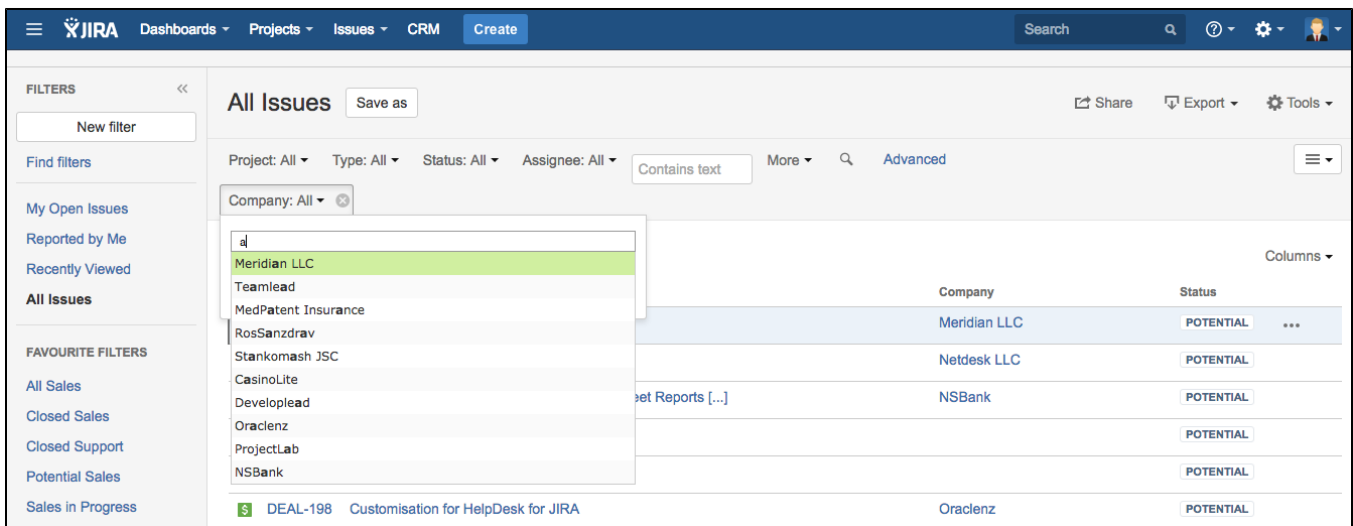 JIRA Dashboards Projects Issues CRM Create Search
FILTERS
New filter
Find filters
My Open Issues
Reported by Me
Recently Viewed
All Issues
FAVOURITE FILTERS
All Sales
Closed Sales
Closed Support
Potential Sales
Sales in Progress
All Issues Save as Share Export Tools
Project: All Type: All Status: All Assignee: All Contains text More Advanced
Company: All
a
Meridian LLC
Teamlead
MedPatent Insurance
RosSanzdrav
Stankomash JSC
CasinoLite
Developlead
Oraclenz
ProjectLab
NSBank
Columns
Company Status
Meridian LLC POTENTIAL
Netdesk LLC POTENTIAL
eet Reports [...] NSBank POTENTIAL
POTENTIAL
POTENTIAL
DEAL-198 Customisation for HelpDesk for JIRA Oraclenz POTENTIAL